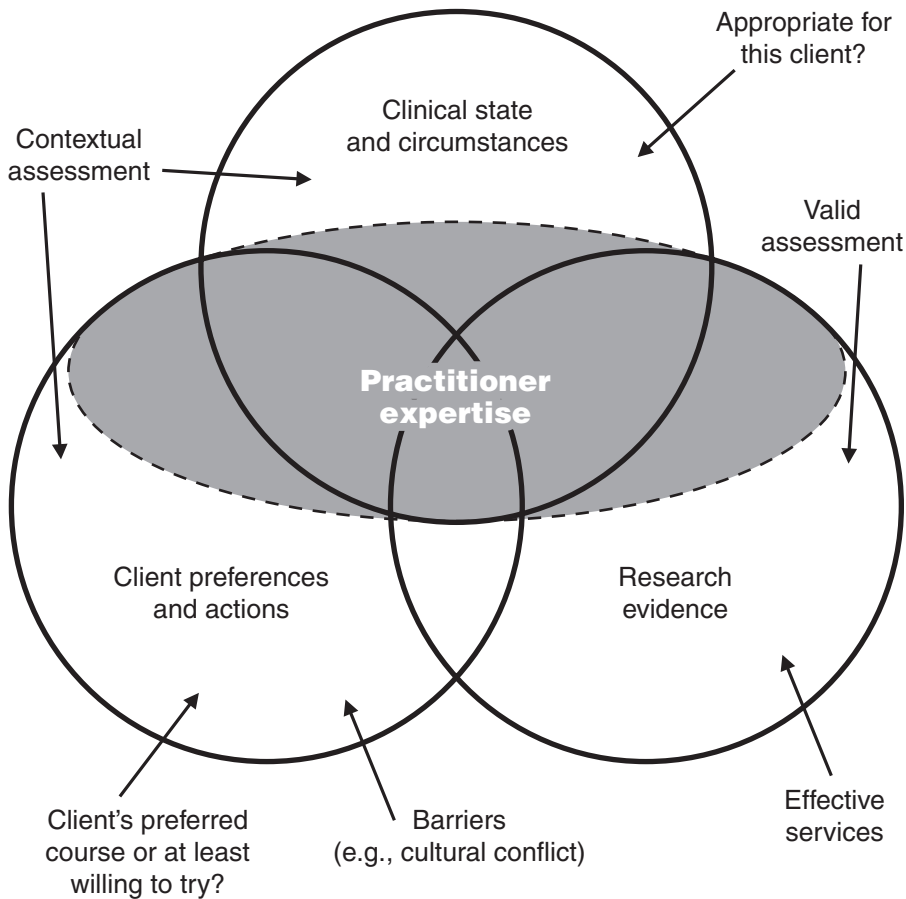 Appropriate for
this client?
Clinical state
and circumstances
Contextual
assessment
Valid
assessment
Practitioner
expertise
Client preferences
and actions
Research
evidence
Client’s preferred
course or at least
willing to try?
Barriers
(e.g., cultural conflict)
Effective
services